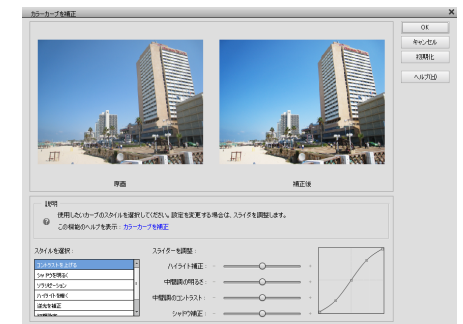 カラーカーブを補正
OK
キャンセル
初期化
ヘルプ(H)
原画
補正後
説明
使用したいカーブのスタイルを選択してください。設定を変更する場合は、スライダを調整します。
この機能のヘルプを表示 : カラーカーブを補正
スタイルを選択 :
コントラストを上げる
シャドウを明るく
ソラリゼーション
ハイライトを暗く
逆光を補正
スライダーを調整 :
ハイライト補正 :
中間調の明るさ :
中間調のコントラスト :
シャドウ補正 :